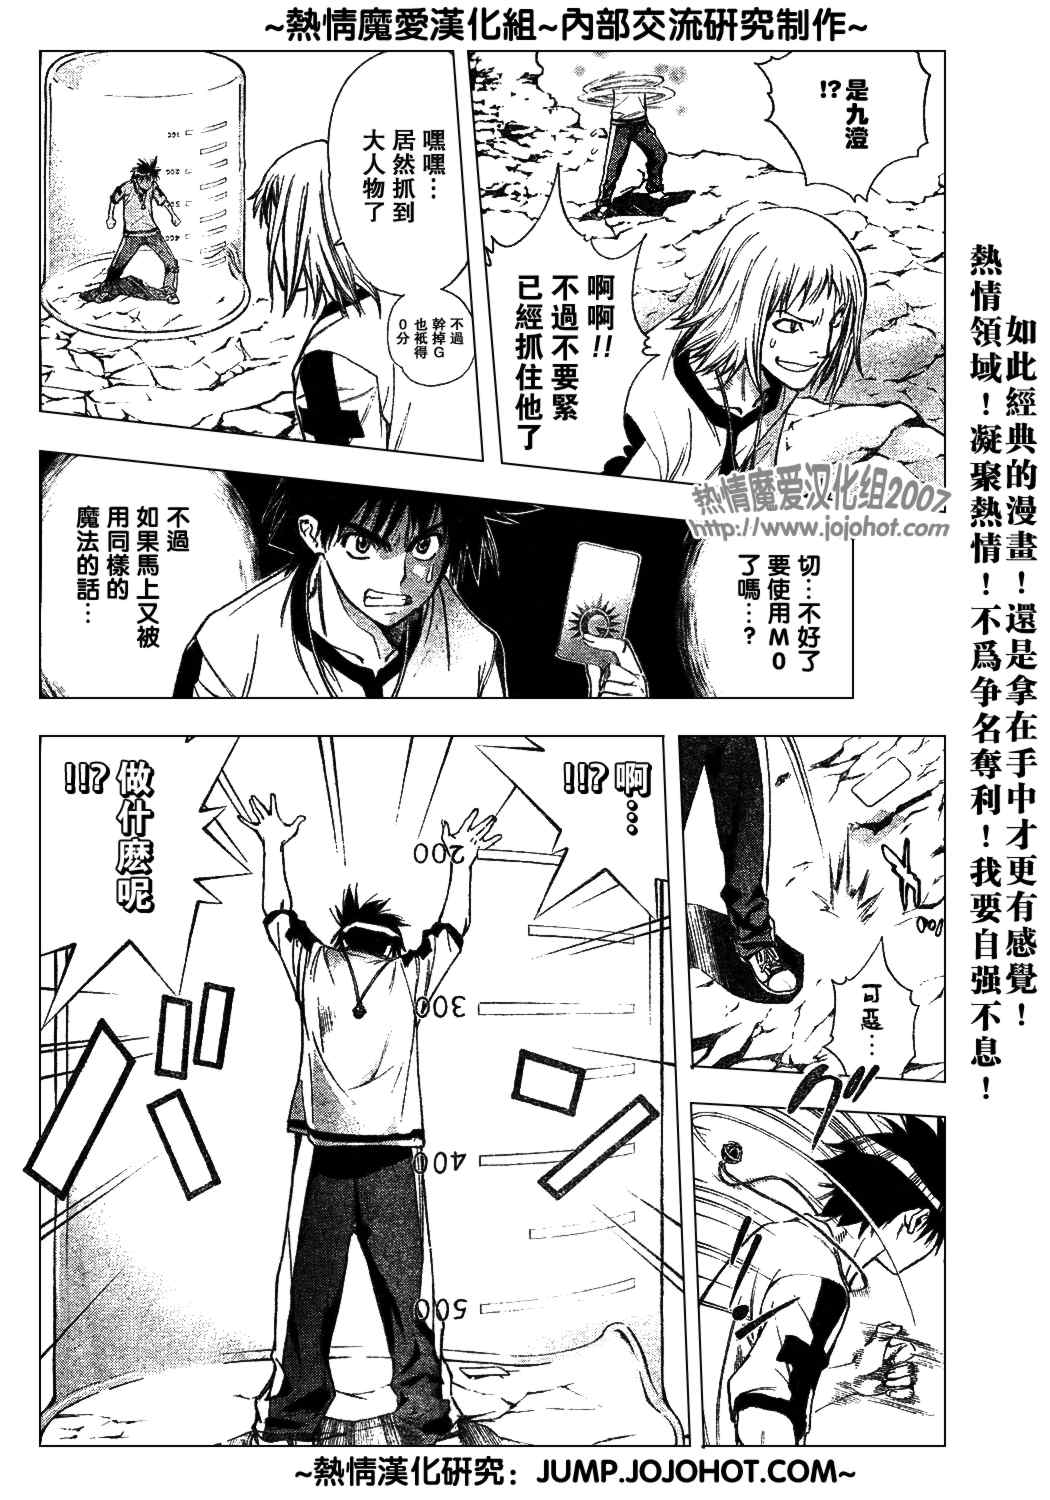 ~熱情魔愛漢化組~內部交流研究制作~
是九澄
!?
啊啊!!
不過不要緊
已經抓住他了
嘿嘿…
居然抓到
大人物了
不過
幹掉G
也衹得
0分
熱情魔爱汉化组2007
http://www.jojohot.com
切…不好了
要使用M0
了嗎…?
不過
如果馬上又被
用同樣的
魔法的話…
可惡…
グググ
啊…
!!?
做什麽呢
!!?
200
300
400
500
如此經典的漫畫！還是拿在手中才更有感覺！
熱情領域！凝聚熱情！不爲争名奪利！我要自强不息！
~熱情漢化研究：JUMP.JOJOHOT.COM~